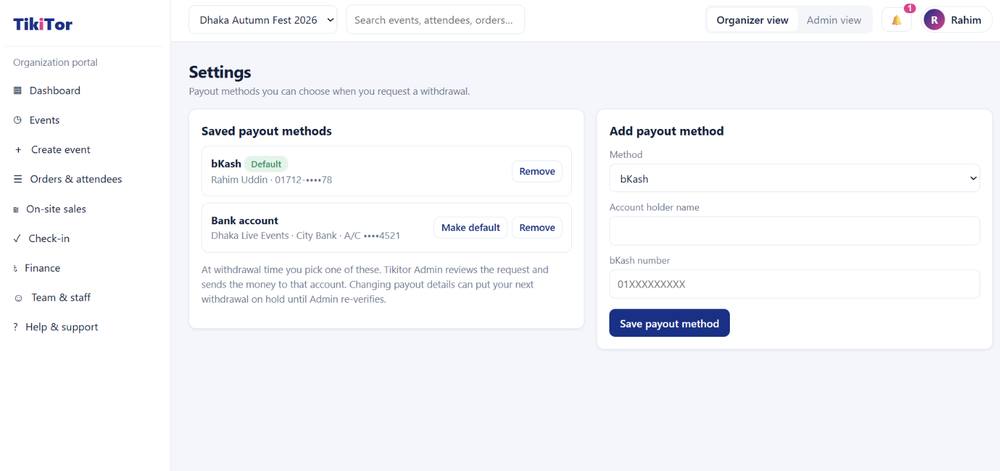 TikiTor
Dhaka Autumn Fest 2026
Search events, attendees, orders...
Organizer view
Admin view
1
R
Rahim
Organization portal
Dashboard
Events
+ Create event
Orders & attendees
On-site sales
✓ Check-in
৳ Finance
Team & staff
? Help & support
Settings
Payout methods you can choose when you request a withdrawal.
Saved payout methods
bKash Default
Rahim Uddin · 01712-••••78
Remove
Bank account
Dhaka Live Events · City Bank · A/C ••••4521
Make default
Remove
At withdrawal time you pick one of these. Tikitor Admin reviews the request and
sends the money to that account. Changing payout details can put your next
withdrawal on hold until Admin re-verifies.
Add payout method
Method
bKash
Account holder name
bKash number
01XXXXXXXXX
Save payout method